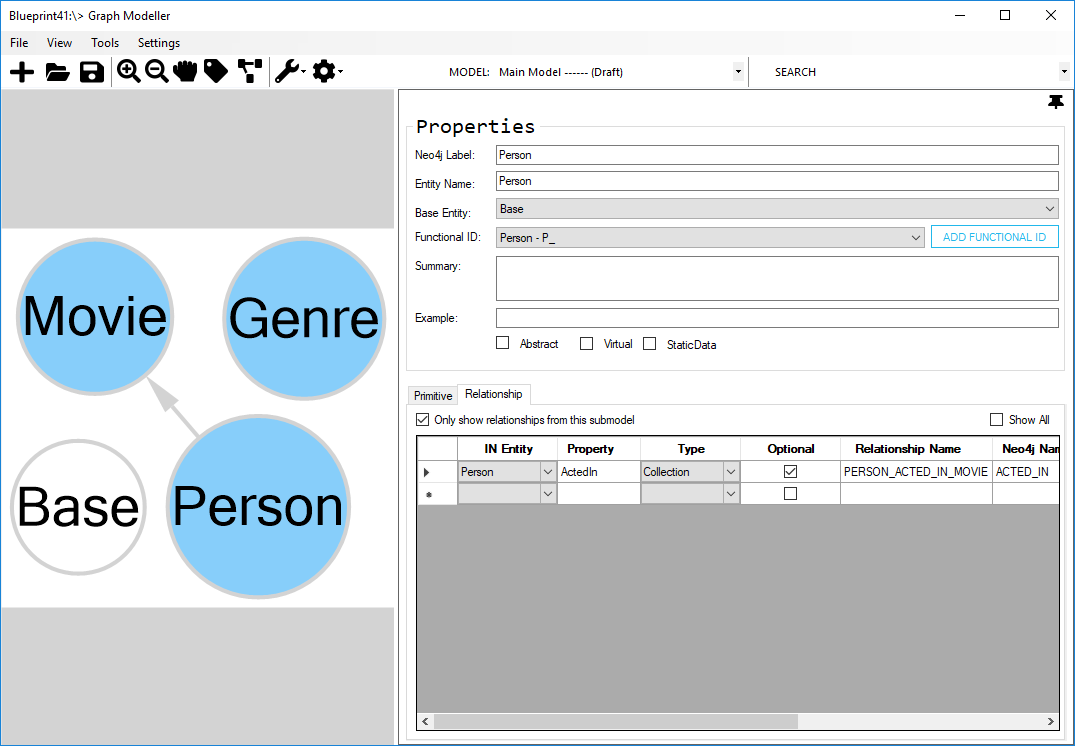 Blueprint41:\> Graph Modeller
File View Tools Settings
MODEL: Main Model ------ (Draft) SEARCH
Movie
Genre
Base
Person
Properties
Neo4j Label: Person
Entity Name: Person
Base Entity: Base
Functional ID: Person - P_ ADD FUNCTIONAL ID
Summary:
Example:
Abstract Virtual StaticData
Primitive Relationship
Only show relationships from this submodel Show All
IN Entity Property Type Optional Relationship Name Neo4j Nam
Person ActedIn Collection PERSON_ACTED_IN_MOVIE ACTED_IN